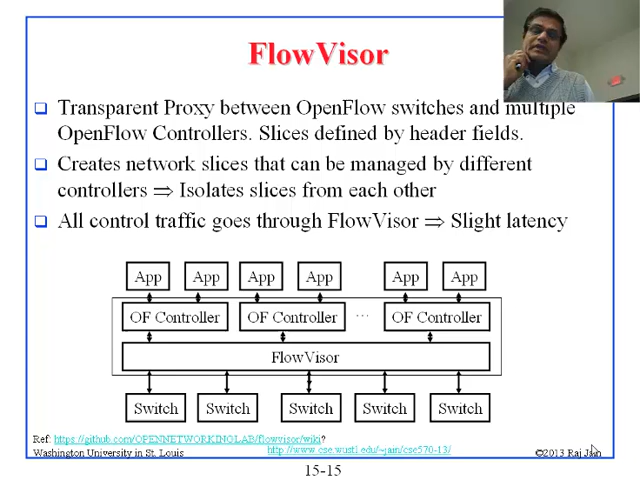 FlowVisor
Transparent Proxy between OpenFlow switches and multiple
OpenFlow Controllers. Slices defined by header fields.
Creates network slices that can be managed by different
controllers ⇒ Isolates slices from each other
All control traffic goes through FlowVisor ⇒ Slight latency
App App App App App App
OF Controller OF Controller ... OF Controller
FlowVisor
Switch Switch Switch Switch Switch
Ref: https://github.com/OPENNETWORKINGLAB/flowvisor/wiki?
Washington University in St. Louis http://www.cse.wustl.edu/~jain/cse570-13/ ©2013 Raj Jain
15-15